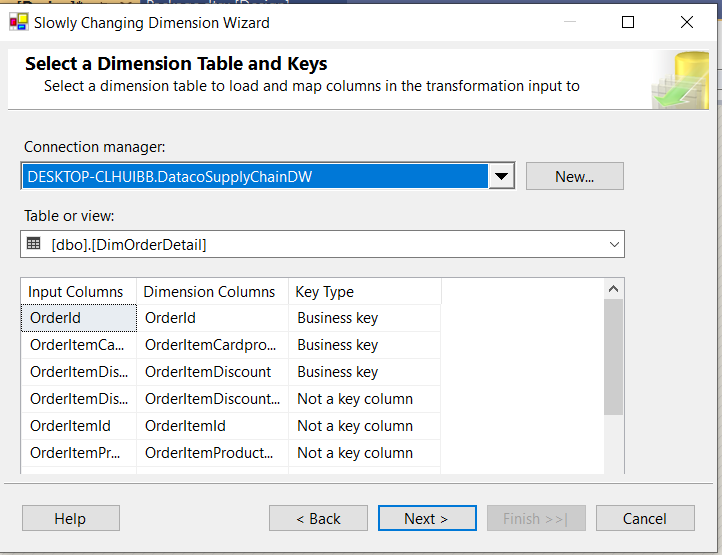 Slowly Changing Dimension Wizard
Select a Dimension Table and Keys
Select a dimension table to load and map columns in the transformation input to
Connection manager:
DESKTOP-CLHUIBB.DatacoSupplyChainDW
New...
Table or view:
[dbo].[DimOrderDetail]
Input Columns Dimension Columns Key Type
OrderId OrderId Business key
OrderItemCa... OrderItemCardpro... Business key
OrderItemDis... OrderItemDiscount Business key
OrderItemDis... OrderItemDiscount... Not a key column
OrderItemId OrderItemId Not a key column
OrderItemPr... OrderItemProduct... Not a key column
Help < Back Next > Finish >>| Cancel